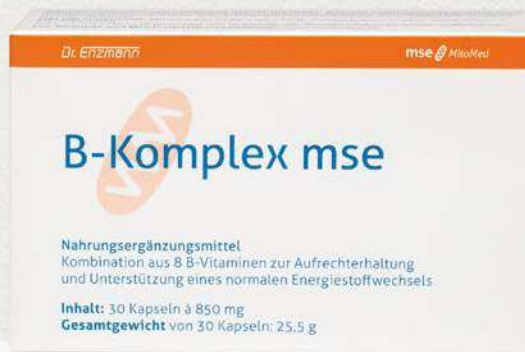 Dr. Enzmann
mse MitoMed
B-Komplex mse
Nahrungsergänzungsmittel
Kombination aus 8 B-Vitaminen zur Aufrechterhaltung
und Unterstützung eines normalen Energiestoffwechsels
Inhalt: 30 Kapseln à 850 mg
Gesamtgewicht von 30 Kapseln: 25.5 g